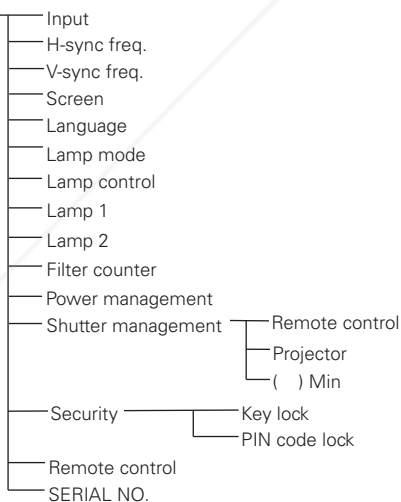 Input
H-sync freq.
V-sync freq.
Screen
Language
Lamp mode
Lamp control
Lamp 1
Lamp 2
Filter counter
Power management
Shutter management Remote control
Projector
( ) Min
Security Key lock
PIN code lock
Remote control
SERIAL NO.